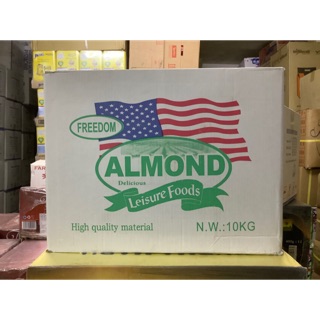 FREEDOM
ALMOND
Delicious
Leisure Foods
High quality material
N.W.:10KG